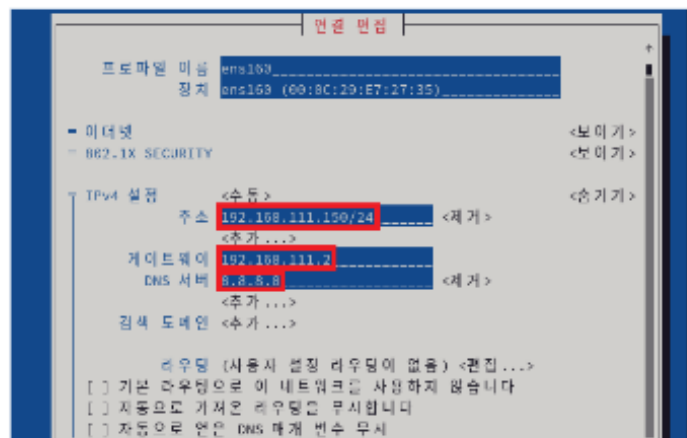 연결 편집
프로파일 이름 ens160
장치 ens160 (00:0C:29:E7:27:35)
이더넷 <보이기>
802.1X SECURITY <보이기>
IPv4 설정 <수동> <숨기기>
주소 192.168.111.150/24 <제거>
<추가...>
게이트웨이 192.168.111.2
DNS 서버 8.8.8.8 <제거>
<추가...>
검색 도메인 <추가...>
라우팅 (사용자 설정 라우팅이 없음) <편집...>
[ ] 기본 라우팅으로 이 네트워크를 사용하지 않습니다
[ ] 자동으로 가져온 라우팅을 무시합니다
[ ] 자동으로 얻은 DNS 매개 변수 무시